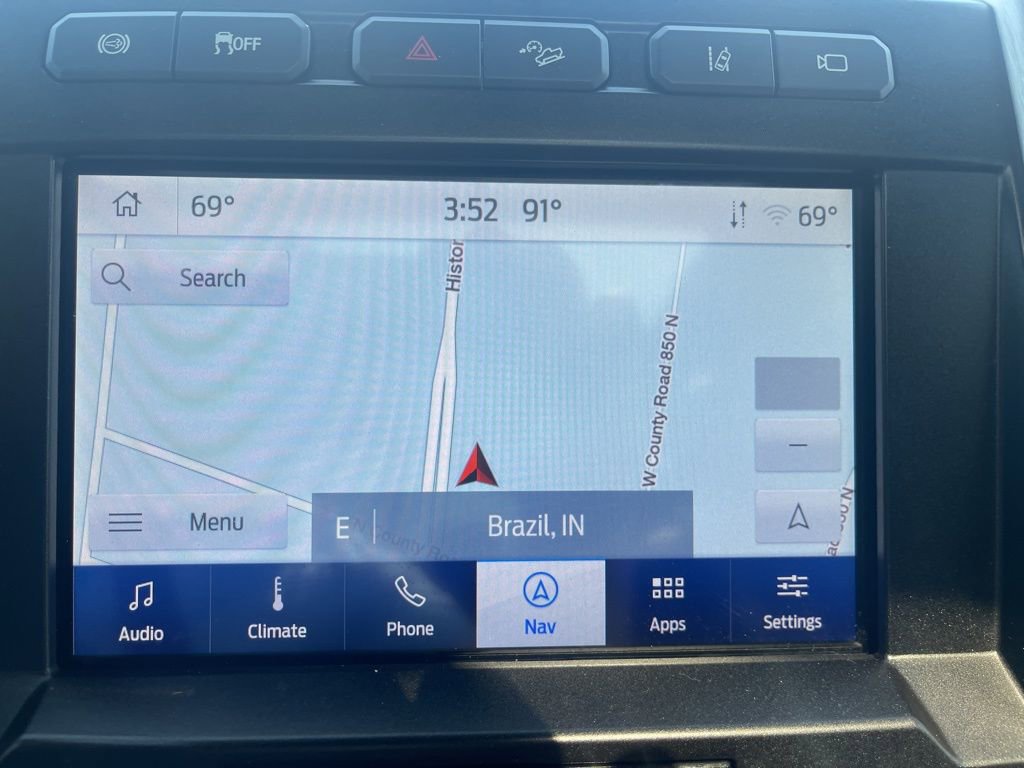 OFF
69°
3:52 91°
69°
Search
Histor
W County Road 850 N
Menu
E
Brazil, IN
N County
Audio
Climate
Phone
Nav
Apps
Settings